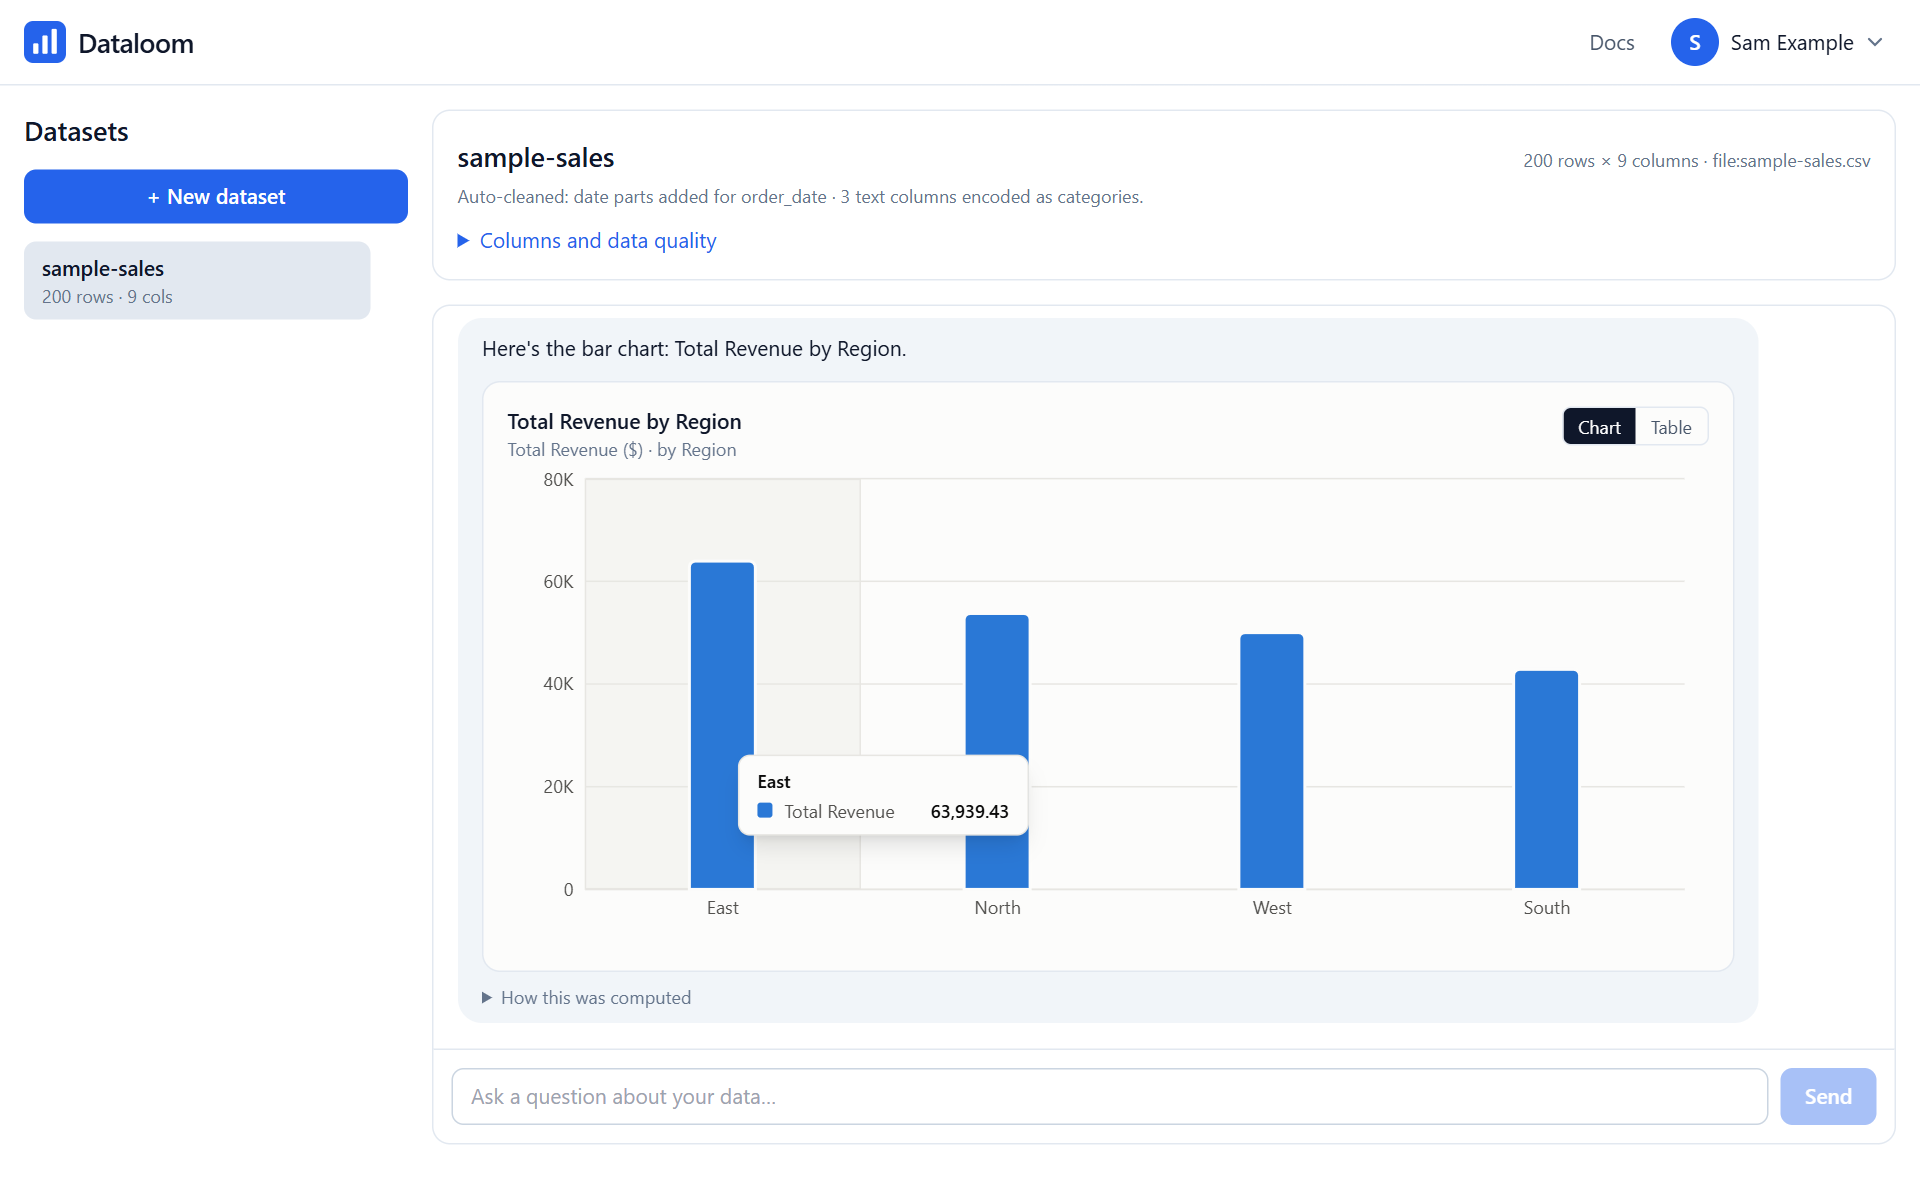 Dataloom
Docs
S
Sam Example
Datasets
+ New dataset
sample-sales
200 rows · 9 cols
sample-sales
200 rows × 9 columns · file:sample-sales.csv
Auto-cleaned: date parts added for order_date · 3 text columns encoded as categories.
Columns and data quality
Here's the bar chart: Total Revenue by Region.
Total Revenue by Region
Chart
Table
Total Revenue ($) · by Region
80K
60K
40K
20K
0
East
Total Revenue 63,939.43
East
North
West
South
How this was computed
Ask a question about your data...
Send